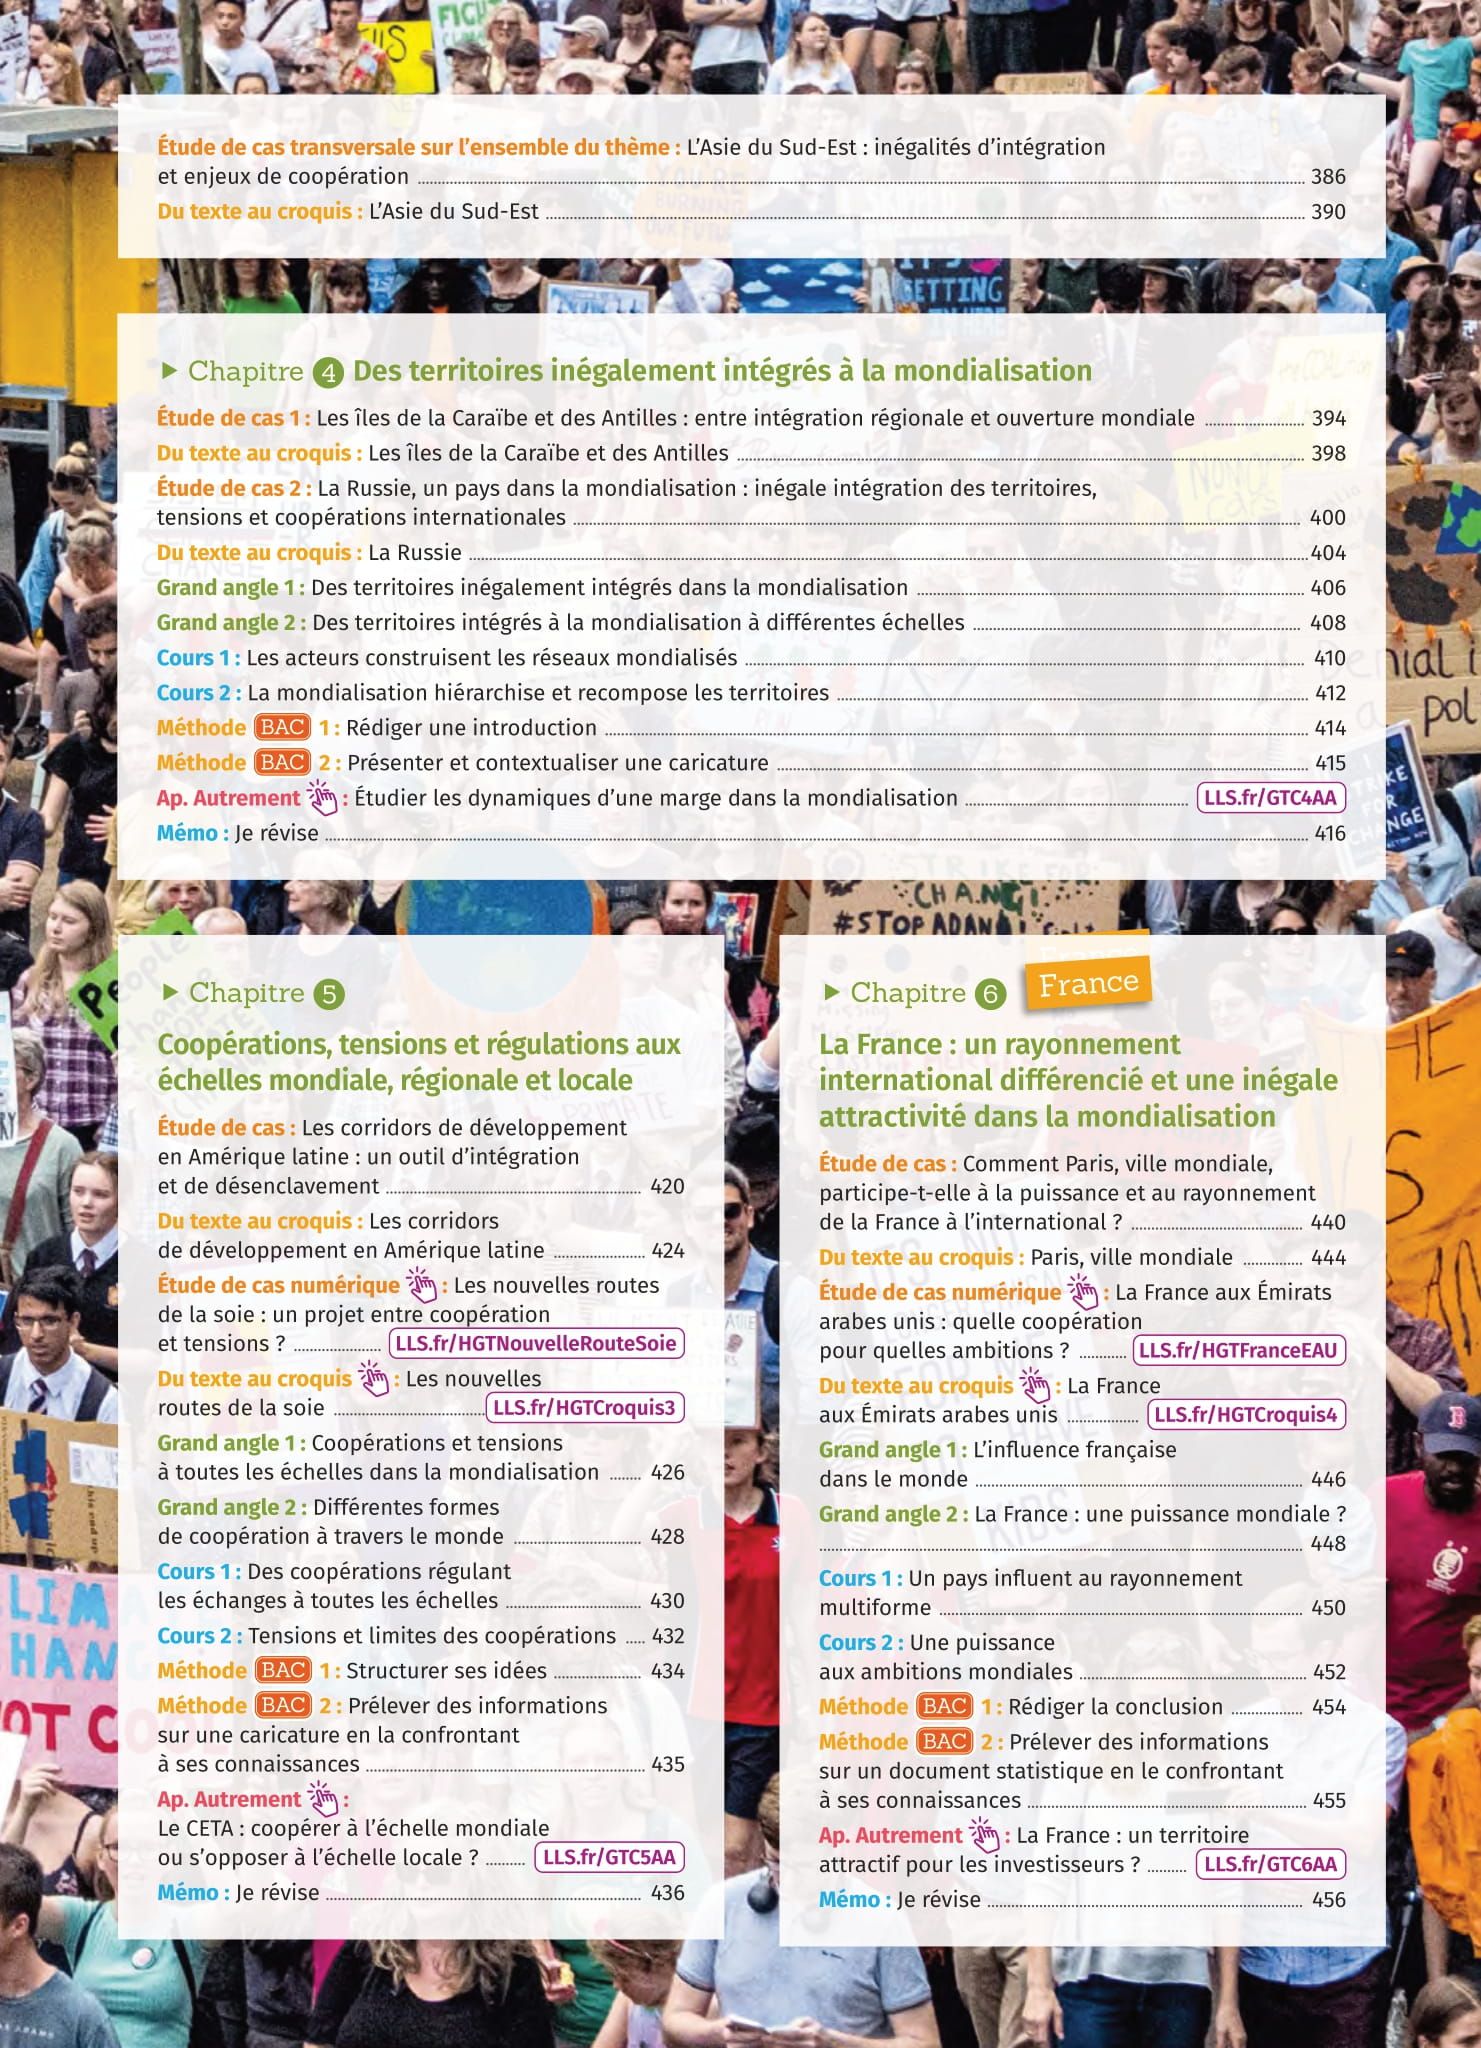 Étude de cas transversale sur l'ensemble du thème : L'Asie du Sud-Est : inégalités d'intégration
et enjeux de coopération 386
Du texte au croquis : L'Asie du Sud-Est 390
► Chapitre 4 Des territoires inégalement intégrés à la mondialisation
Étude de cas 1 : Les îles de la Caraïbe et des Antilles : entre intégration régionale et ouverture mondiale 394
Du texte au croquis : Les îles de la Caraïbe et des Antilles 398
Étude de cas 2 : La Russie, un pays dans la mondialisation : inégale intégration des territoires,
tensions et coopérations internationales 400
Du texte au croquis : La Russie 404
Grand angle 1 : Des territoires inégalement intégrés dans la mondialisation 406
Grand angle 2 : Des territoires intégrés à la mondialisation à différentes échelles 408
Cours 1 : Les acteurs construisent les réseaux mondialisés 410
Cours 2 : La mondialisation hiérarchise et recompose les territoires 412
Méthode BAC 1 : Rédiger une introduction 414
Méthode BAC 2 : Présenter et contextualiser une caricature 415
Ap. Autrement : Étudier les dynamiques d'une marge dans la mondialisation LLS.fr/GTC4AA
Mémo : Je révise 416
► Chapitre 5
Coopérations, tensions et régulations aux
échelles mondiale, régionale et locale
Étude de cas : Les corridors de développement
en Amérique latine : un outil d'intégration
et de désenclavement 420
Du texte au croquis : Les corridors
de développement en Amérique latine 424
Étude de cas numérique : Les nouvelles routes
de la soie : un projet entre coopération
et tensions ? LLS.fr/HGTNouvelleRouteSoie
Du texte au croquis : Les nouvelles
routes de la soie LLS.fr/HGTCroquis3
Grand angle 1 : Coopérations et tensions
à toutes les échelles dans la mondialisation 426
Grand angle 2 : Différentes formes
de coopération à travers le monde 428
Cours 1 : Des coopérations régulant
les échanges à toutes les échelles 430
Cours 2 : Tensions et limites des coopérations 432
Méthode BAC 1 : Structurer ses idées 434
Méthode BAC 2 : Prélever des informations
sur une caricature en la confrontant
à ses connaissances 435
Ap. Autrement :
Le CETA : coopérer à l'échelle mondiale
ou s'opposer à l'échelle locale ? LLS.fr/GTC5AA
Mémo : Je révise 436
► Chapitre 6 France
La France : un rayonnement
international différencié et une inégale
attractivité dans la mondialisation
Étude de cas : Comment Paris, ville mondiale,
participe-t-elle à la puissance et au rayonnement
de la France à l'international ? 440
Du texte au croquis : Paris, ville mondiale 444
Étude de cas numérique : La France aux Émirats
arabes unis : quelle coopération
pour quelles ambitions ? LLS.fr/HGTFranceEAU
Du texte au croquis : La France
aux Émirats arabes unis LLS.fr/HGTCroquis4
Grand angle 1 : L'influence française
dans le monde 446
Grand angle 2 : La France : une puissance mondiale ?
448
Cours 1 : Un pays influent au rayonnement
multiforme 450
Cours 2 : Une puissance
aux ambitions mondiales 452
Méthode BAC 1 : Rédiger la conclusion 454
Méthode BAC 2 : Prélever des informations
sur un document statistique en le confrontant
à ses connaissances 455
Ap. Autrement : La France : un territoire
attractif pour les investisseurs ? LLS.fr/GTC6AA
Mémo : Je révise 456